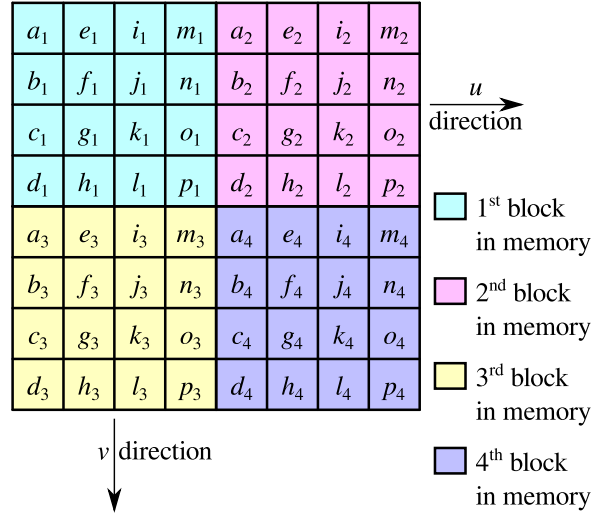 a₁ e₁ i₁ m₁ a₂ e₂ i₂ m₂
b₁ f₁ j₁ n₁ b₂ f₂ j₂ n₂
c₁ g₁ k₁ o₁ c₂ g₂ k₂ o₂
d₁ h₁ l₁ p₁ d₂ h₂ l₂ p₂
a₃ e₃ i₃ m₃ a₄ e₄ i₄ m₄
b₃ f₃ j₃ n₃ b₄ f₄ j₄ n₄
c₃ g₃ k₃ o₃ c₄ g₄ k₄ o₄
d₃ h₃ l₃ p₃ d₄ h₄ l₄ p₄
u
direction
v direction
1st block
in memory
2nd block
in memory
3rd block
in memory
4th block
in memory